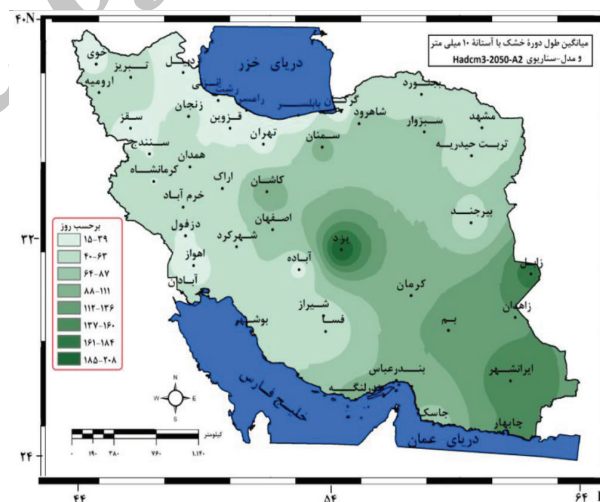 ۴۰N
میانگین طول دورهٔ خشک با آستانهٔ ۱۰ میلی متر
و مدل-سناریوی Hadcm3-2050-A2
دریای خزر
خوی
تبریز
اردبیل
ارومیه
رشت
رامسر
بابلسر
بجنورد
زنجان
قزوین
شاهرود
سبزوار
مشهد
سقز
تهران
سمنان
تربت حیدریه
سنندج
همدان
کرمانشاه
اراک
کاشان
خرم آباد
بیرجند
اصفهان
دزفول
شهرکرد
یزد
۳۲
برحسب روز
۱۵-۳۹
۴۰-۶۳
۶۴-۸۷
۸۸-۱۱۱
۱۱۲-۱۳۶
۱۳۷-۱۶۰
۱۶۱-۱۸۴
۱۸۵-۲۰۸
اهواز
آباده
زابل
آبادان
کرمان
شیراز
زاهدان
بوشهر
فسا
بم
ایرانشهر
بندرعباس
خلیج فارس
جاسک
چابهار
دریای عمان
N
W
E
S
کیلومتر
۰ ۱۹۰ ۳۸۰ ۷۶۰ ۱,۱۴۰
۲۴
۴۴
۵۴
۶۴